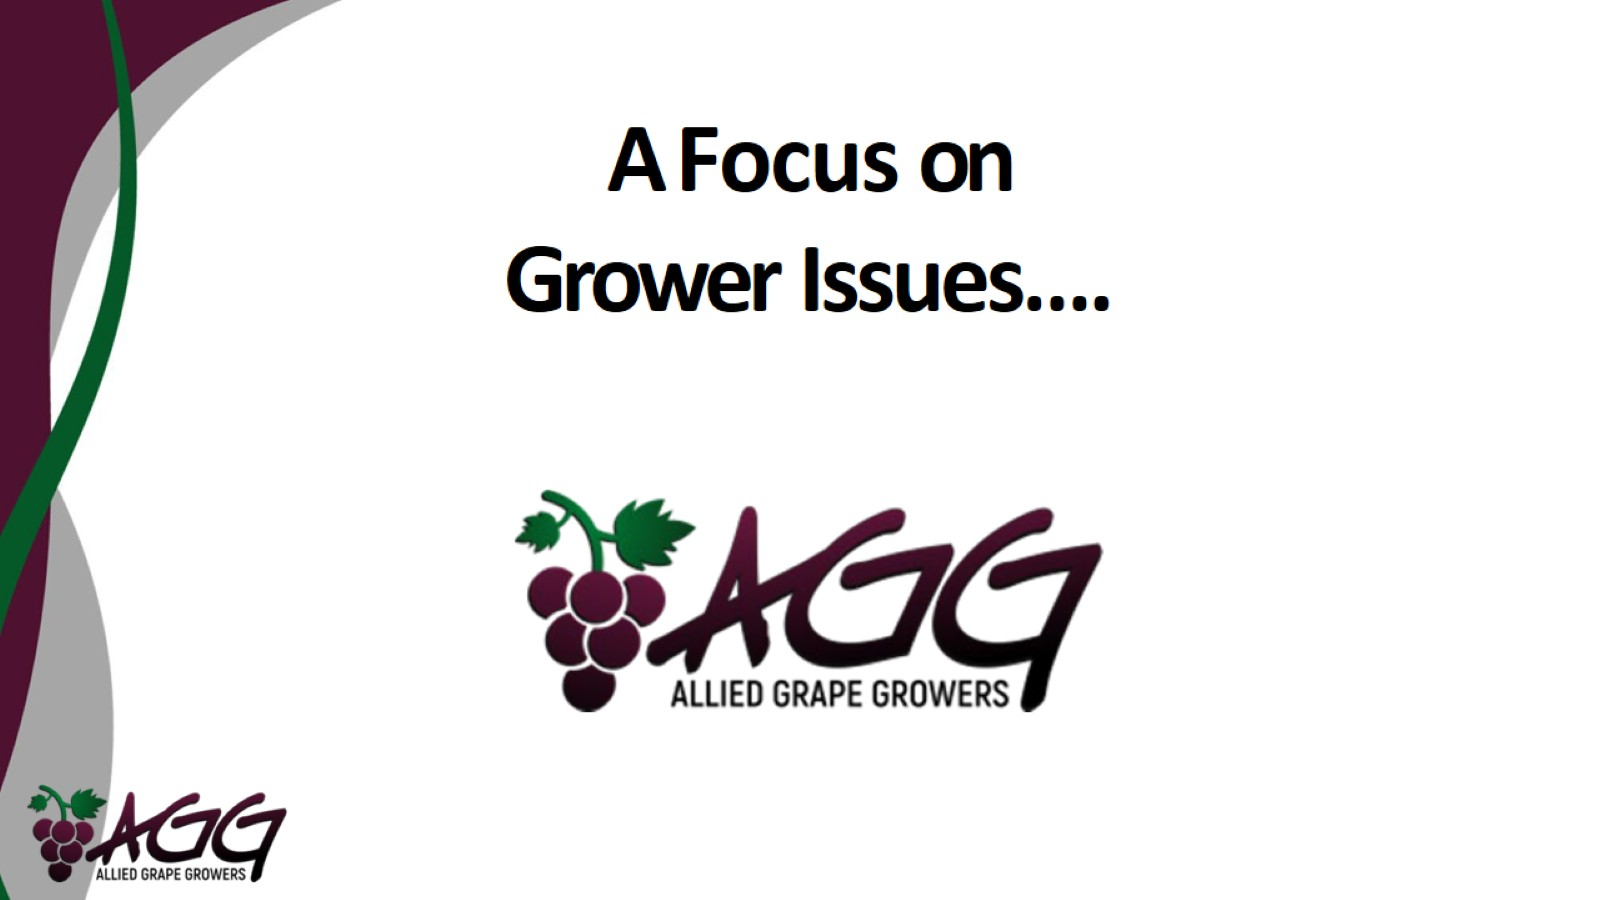 A Focus on
Grower Issues....
AGG
ALLIED GRAPE GROWERS
AGG
ALLIED GRAPE GROWERS